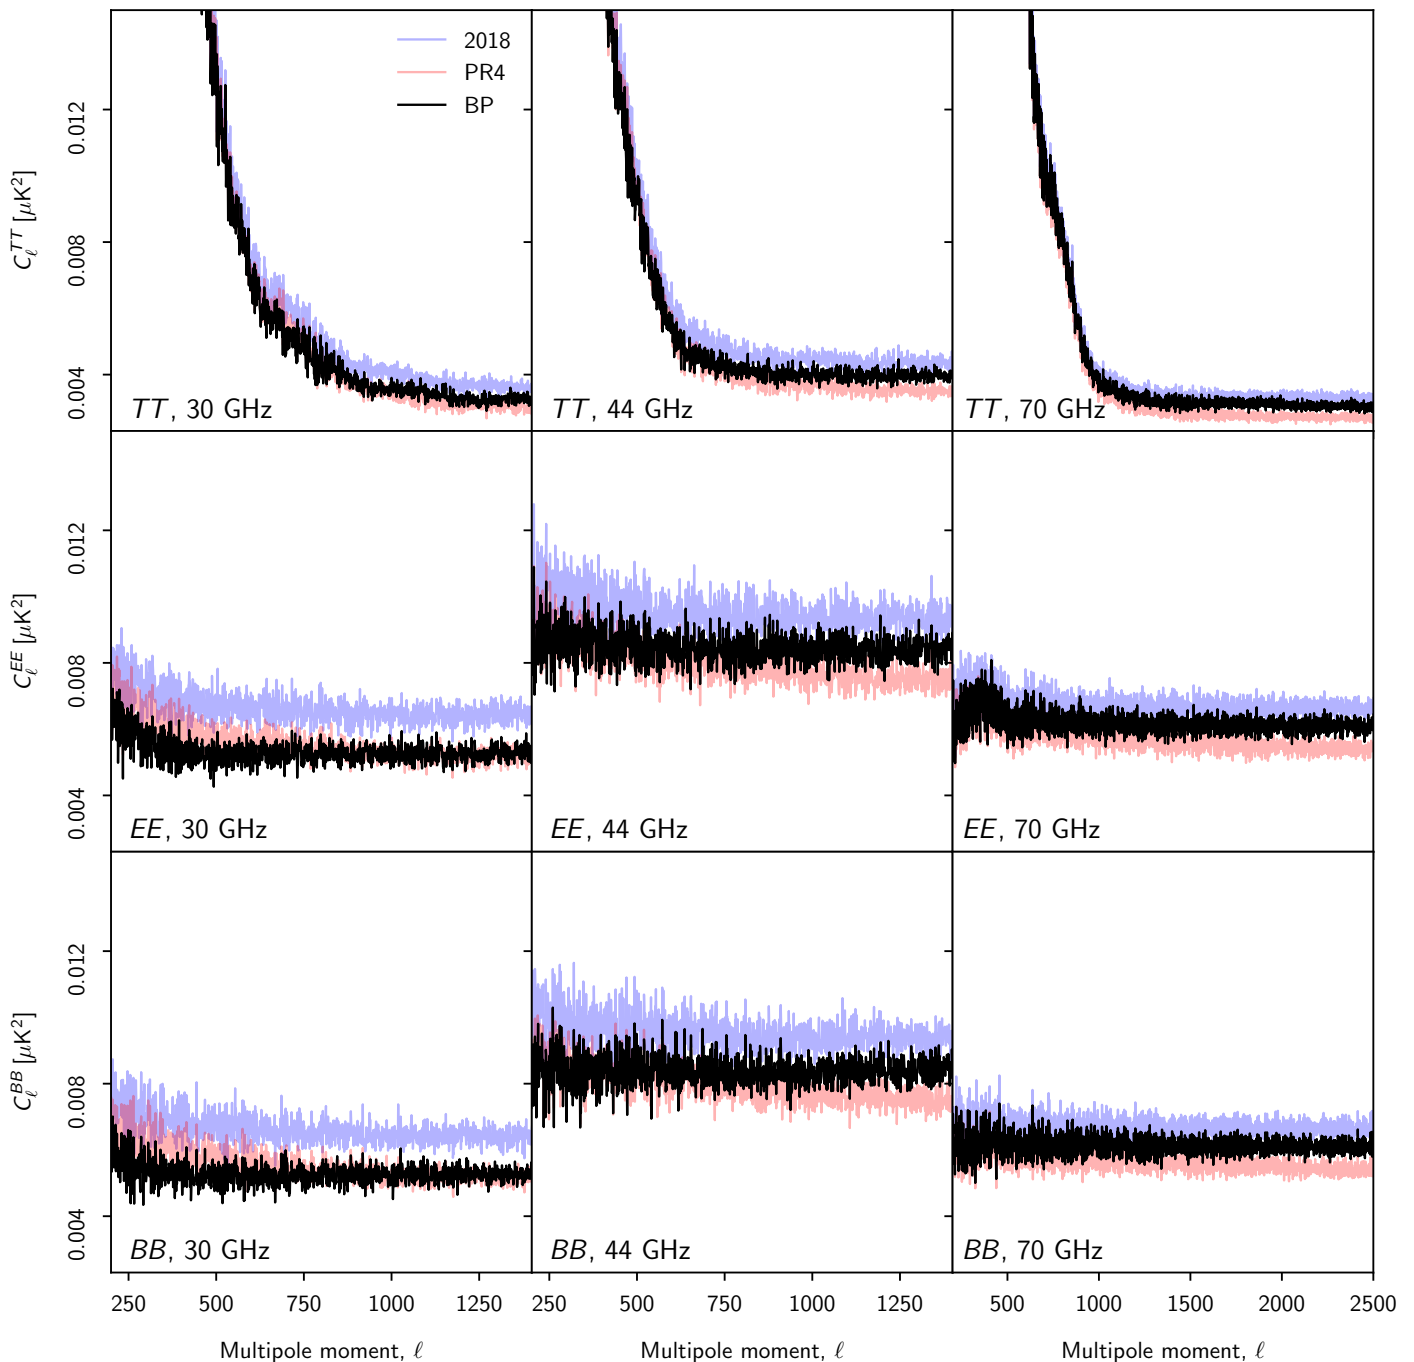 2018
PR4
BP
0.012
0.008
0.004
C_ℓ^TT [μK²]
TT, 30 GHz
TT, 44 GHz
TT, 70 GHz
0.012
0.008
0.004
C_ℓ^EE [μK²]
EE, 30 GHz
EE, 44 GHz
EE, 70 GHz
0.012
0.008
0.004
C_ℓ^BB [μK²]
BB, 30 GHz
BB, 44 GHz
BB, 70 GHz
250 500 750 1000 1250
250 500 750 1000 1250
500 1000 1500 2000 2500
Multipole moment, ℓ
Multipole moment, ℓ
Multipole moment, ℓ